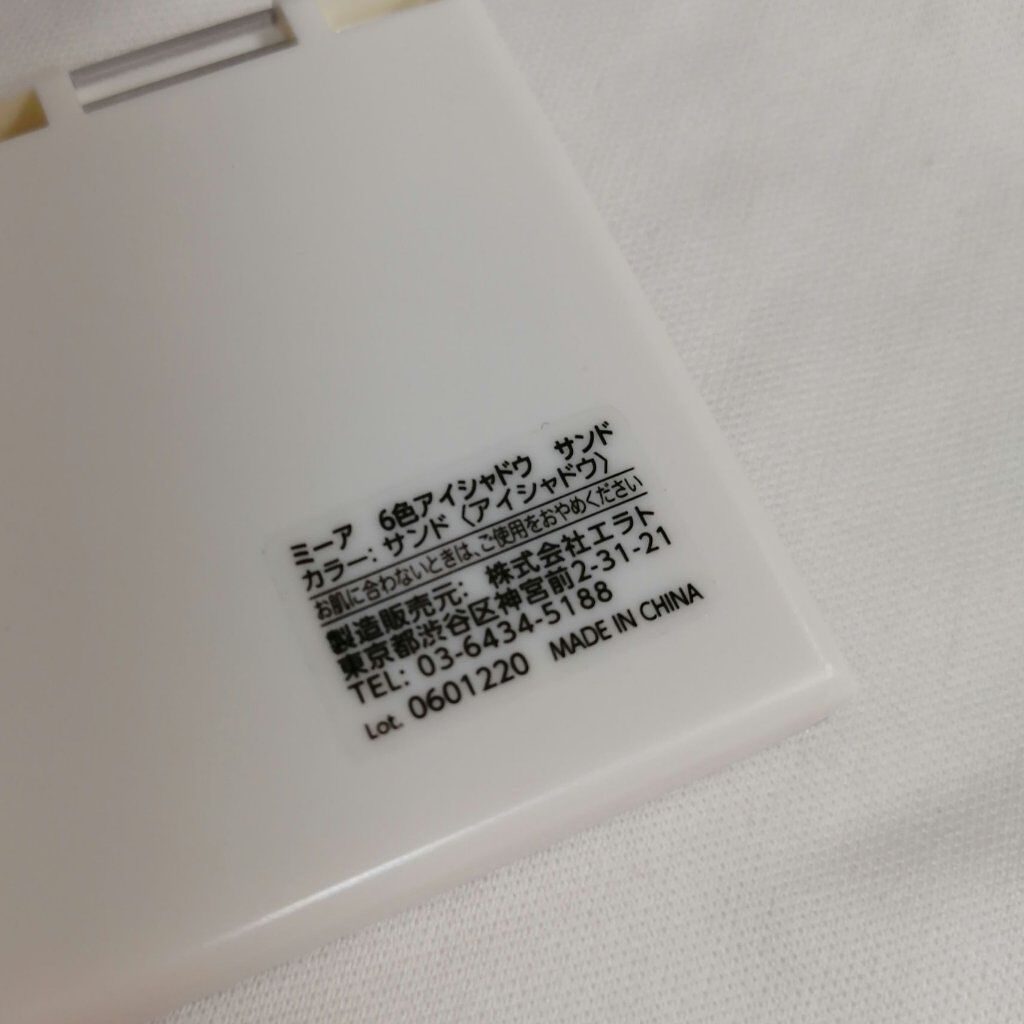 ミーア 6色アイシャドウ サンド
カラー: サンド〈アイシャドウ〉
お肌に合わないときは、ご使用をおやめください
製造販売元: 株式会社エラト
東京都渋谷区神宮前2-31-21
TEL: 03-6434-5188
Lot. 0601220 MADE IN CHINA